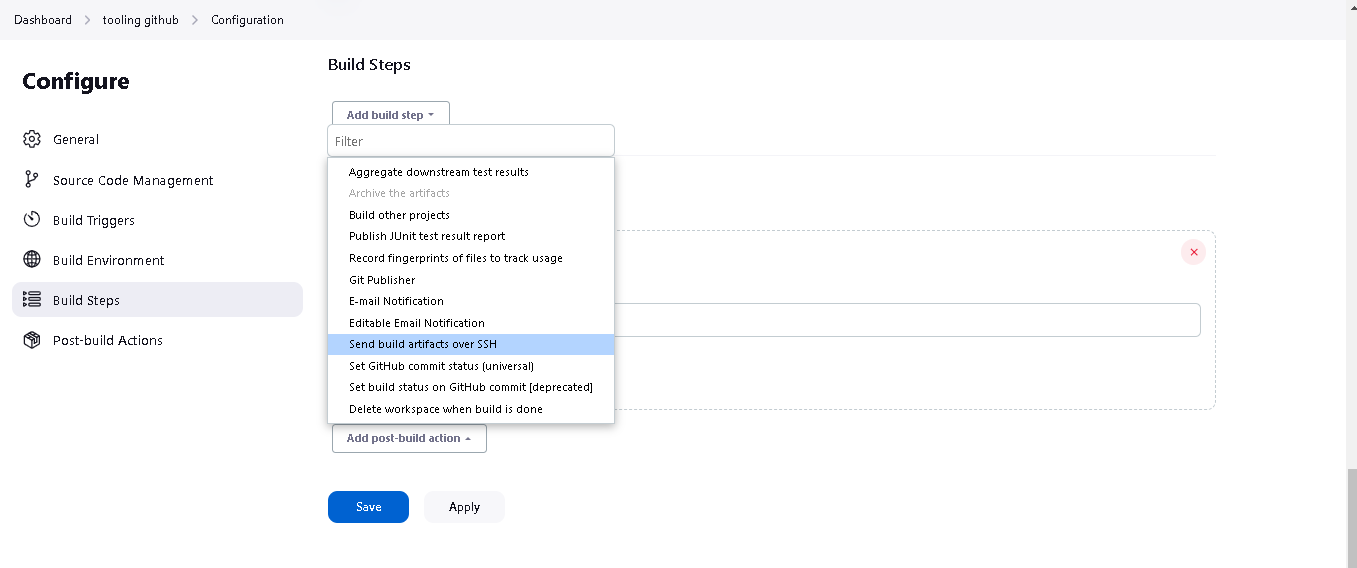 Dashboard > tooling github > Configuration
Configure
General
Source Code Management
Build Triggers
Build Environment
Build Steps
Post-build Actions
Build Steps
Add build step
Filter
Aggregate downstream test results
Archive the artifacts
Build other projects
Publish JUnit test result report
Record fingerprints of files to track usage
Git Publisher
E-mail Notification
Editable Email Notification
Send build artifacts over SSH
Set GitHub commit status (universal)
Set build status on GitHub commit [deprecated]
Delete workspace when build is done
Add post-build action
Save Apply